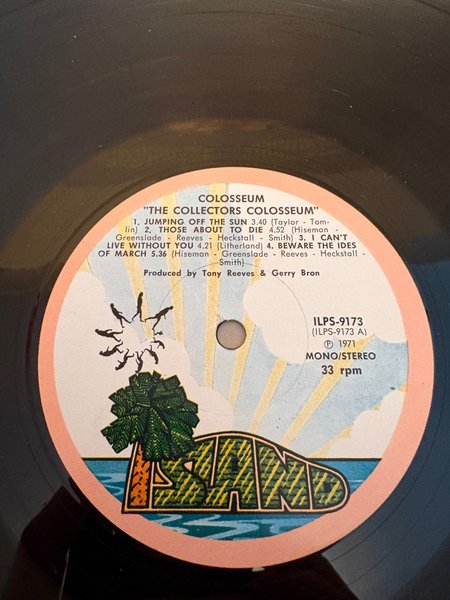 COLOSSEUM
"THE COLLECTORS COLOSSEUM"
1. JUMPING OFF THE SUN 3.40 (Taylor - Tom-
lin) 2. THOSE ABOUT TO DIE 4.52 (Hiseman -
Greenslade - Reeves - Heckstall - Smith) 3. I CAN'T
LIVE WITHOUT YOU 4.21 (Litherland) 4. BEWARE THE IDES
OF MARCH 5.36 (Hiseman - Greenslade - Reeves - Heckstall -
Smith)
Produced by Tony Reeves & Gerry Bron
ILPS-9173
(ILPS-9173 A)
Ⓟ 1971
MONO/STEREO
33 rpm
ISLAND